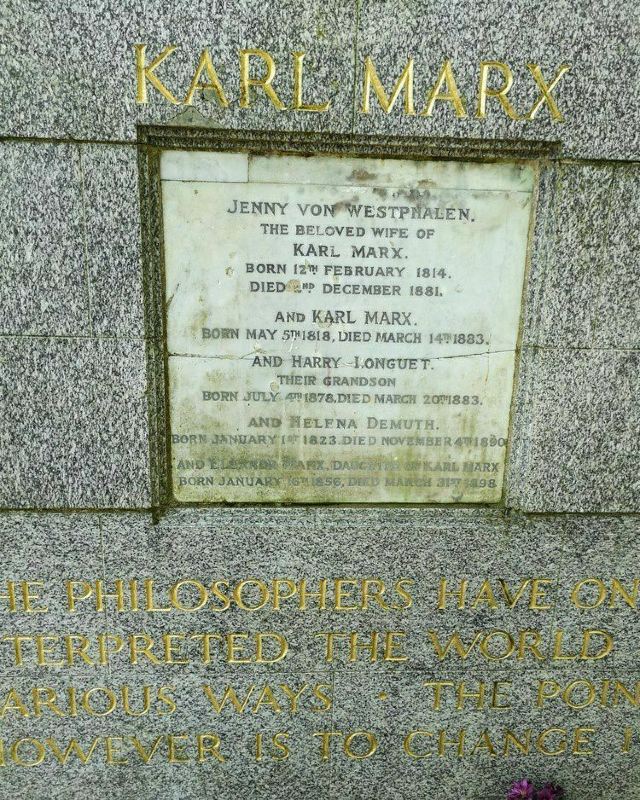 KARL MARX
JENNY VON WESTPHALEN.
THE BELOVED WIFE OF
KARL MARX.
BORN 12TH FEBRUARY 1814.
DIED 2ND DECEMBER 1881.
AND KARL MARX.
BORN MAY 5TH 1818, DIED MARCH 14TH 1883.
AND HARRY LONGUET.
THEIR GRANDSON
BORN JULY 4TH 1878, DIED MARCH 20TH 1883.
AND HELENA DEMUTH.
BORN JANUARY 1ST 1823. DIED NOVEMBER 4TH 1890
AND ELEANOR MARX, DAUGHTER OF KARL MARX
BORN JANUARY 16TH 1856, DIED MARCH 31ST 1898
HE PHILOSOPHERS HAVE ON
TERPRETED THE WORLD
ARIOUS WAYS · THE POIN
HOWEVER IS TO CHANGE I